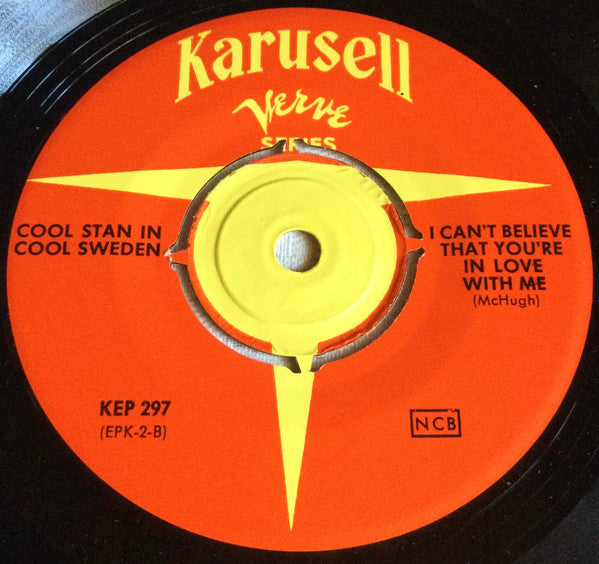 Karusell
Verve
SERIES
COOL STAN IN
COOL SWEDEN
I CAN'T BELIEVE
THAT YOU'RE
IN LOVE
WITH ME
(McHugh)
KEP 297
(EPK-2-B)
NCB